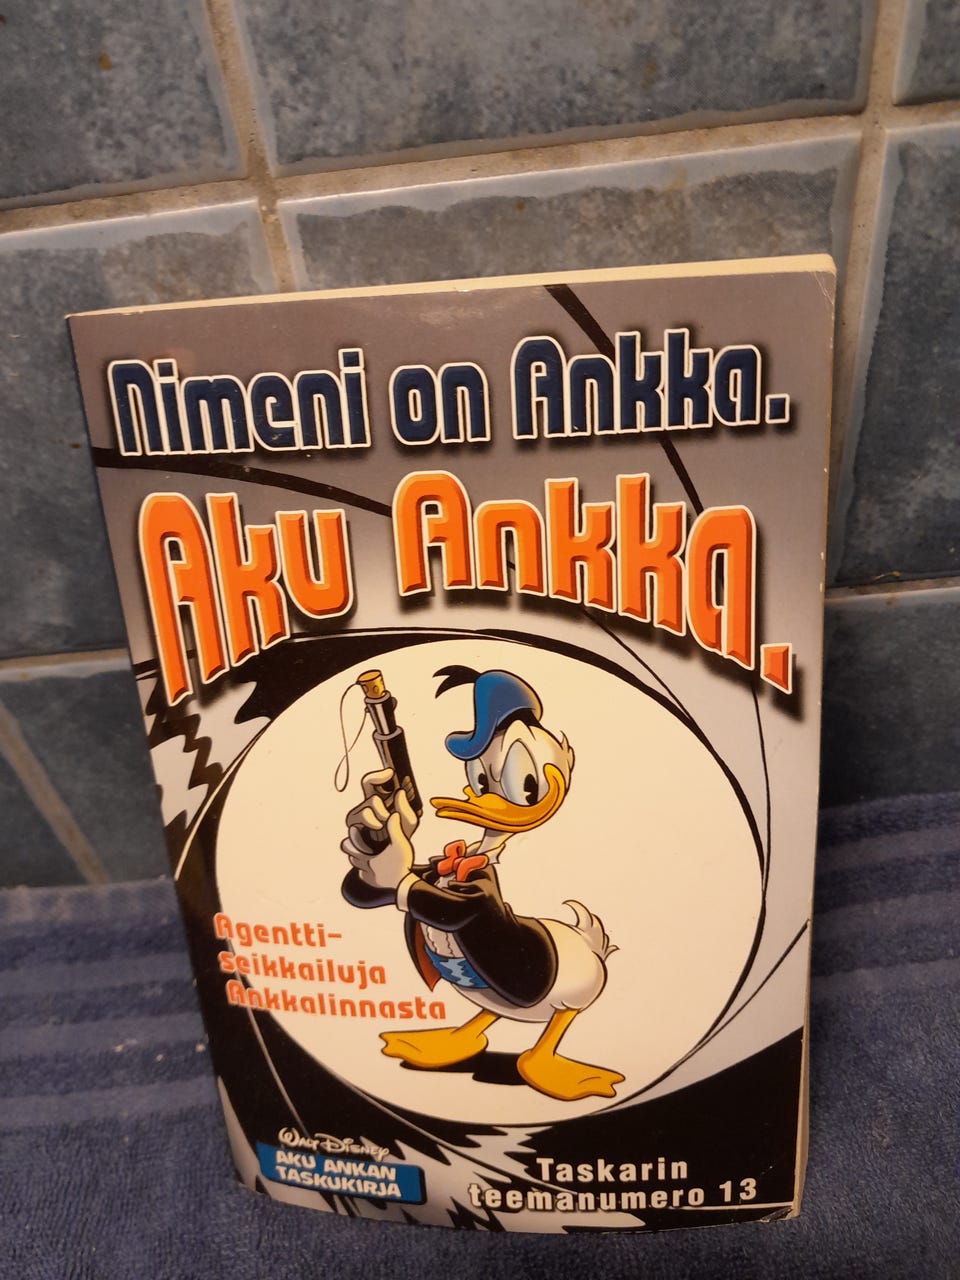 Nimeni on Ankka.
Aku Ankka.
Agentti-
seikkailuja
Ankkalinnasta
Walt Disney
AKU ANKAN
TASKUKIRJA
Taskarin
teemanumero 13